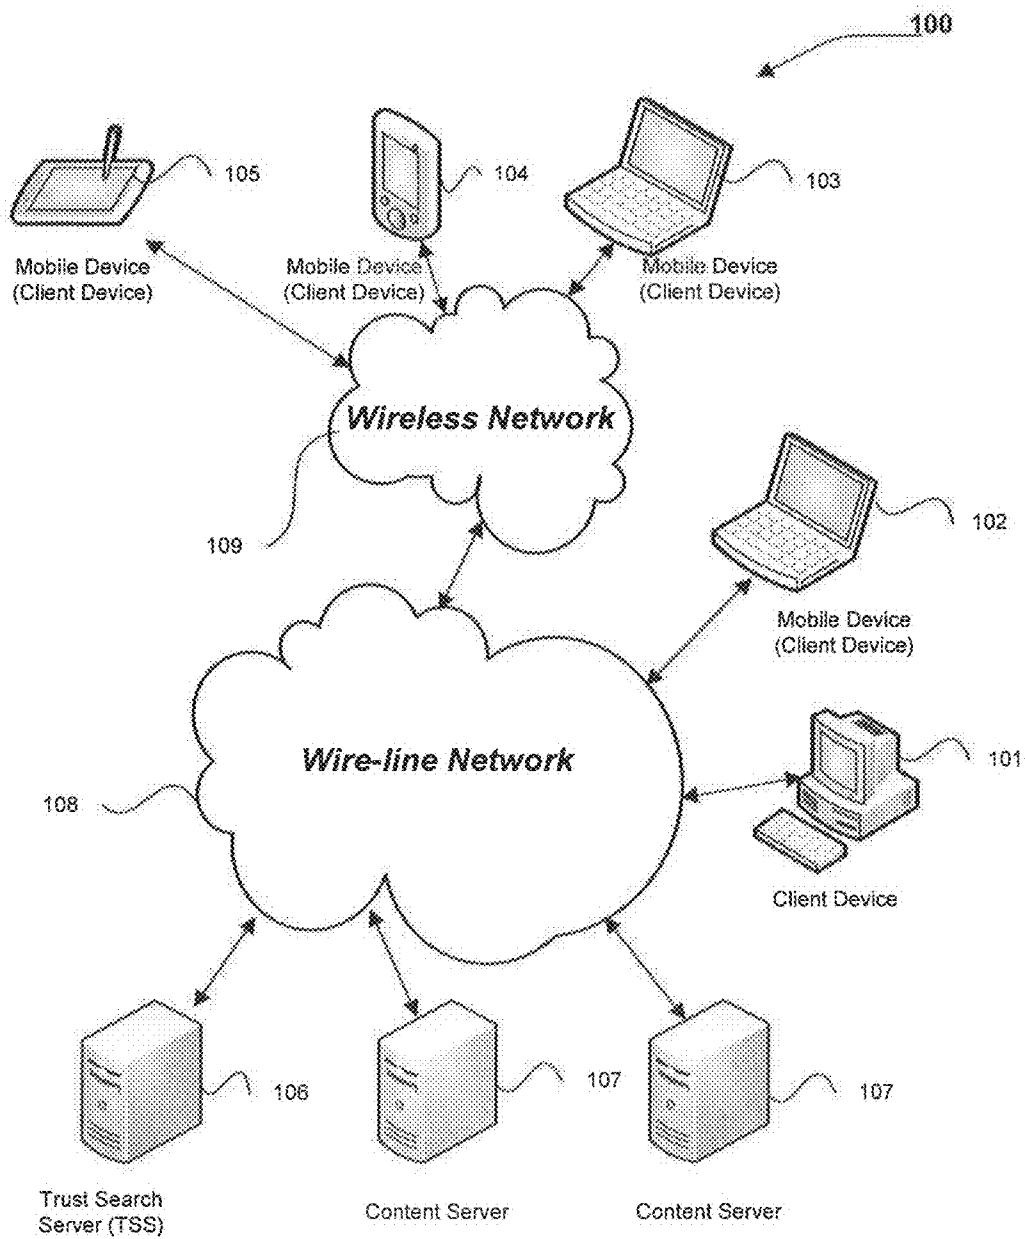 100
105
104
103
Mobile Device
(Client Device)
Mobile Device
(Client Device)
Mobile Device
(Client Device)
Wireless Network
109
102
Mobile Device
(Client Device)
Wire-line Network
108
101
Client Device
106
107
107
Trust Search
Server (TSS)
Content Server
Content Server